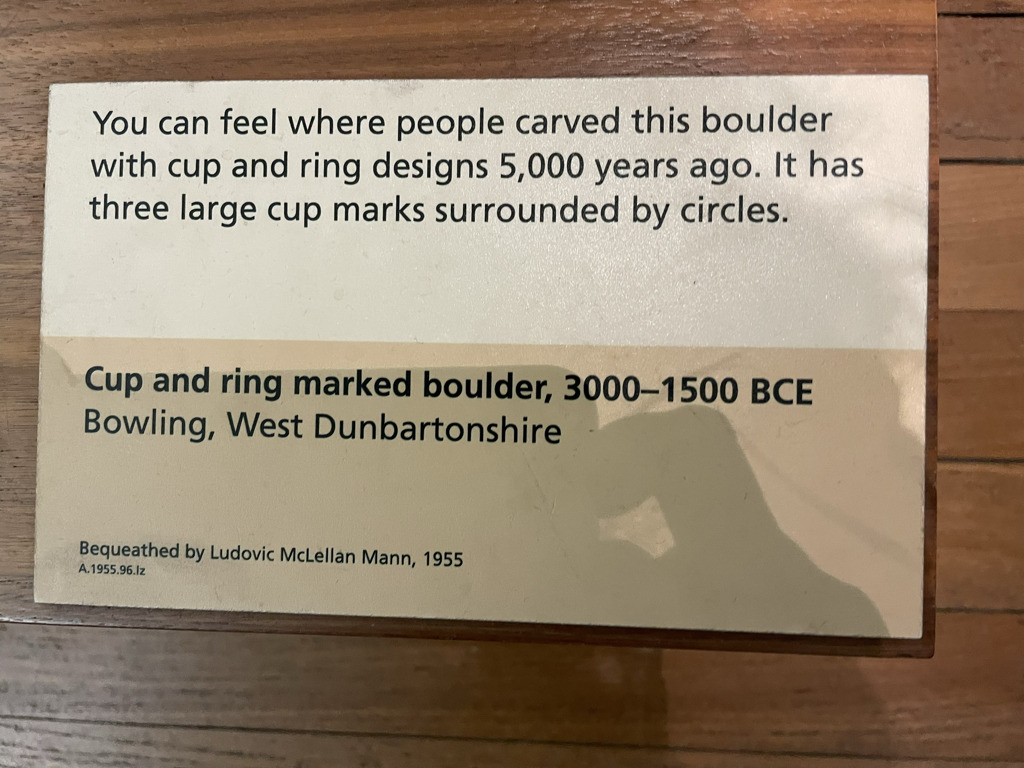 You can feel where people carved this boulder
with cup and ring designs 5,000 years ago. It has
three large cup marks surrounded by circles.
Cup and ring marked boulder, 3000–1500 BCE
Bowling, West Dunbartonshire
Bequeathed by Ludovic McLellan Mann, 1955
A.1955.96.lz